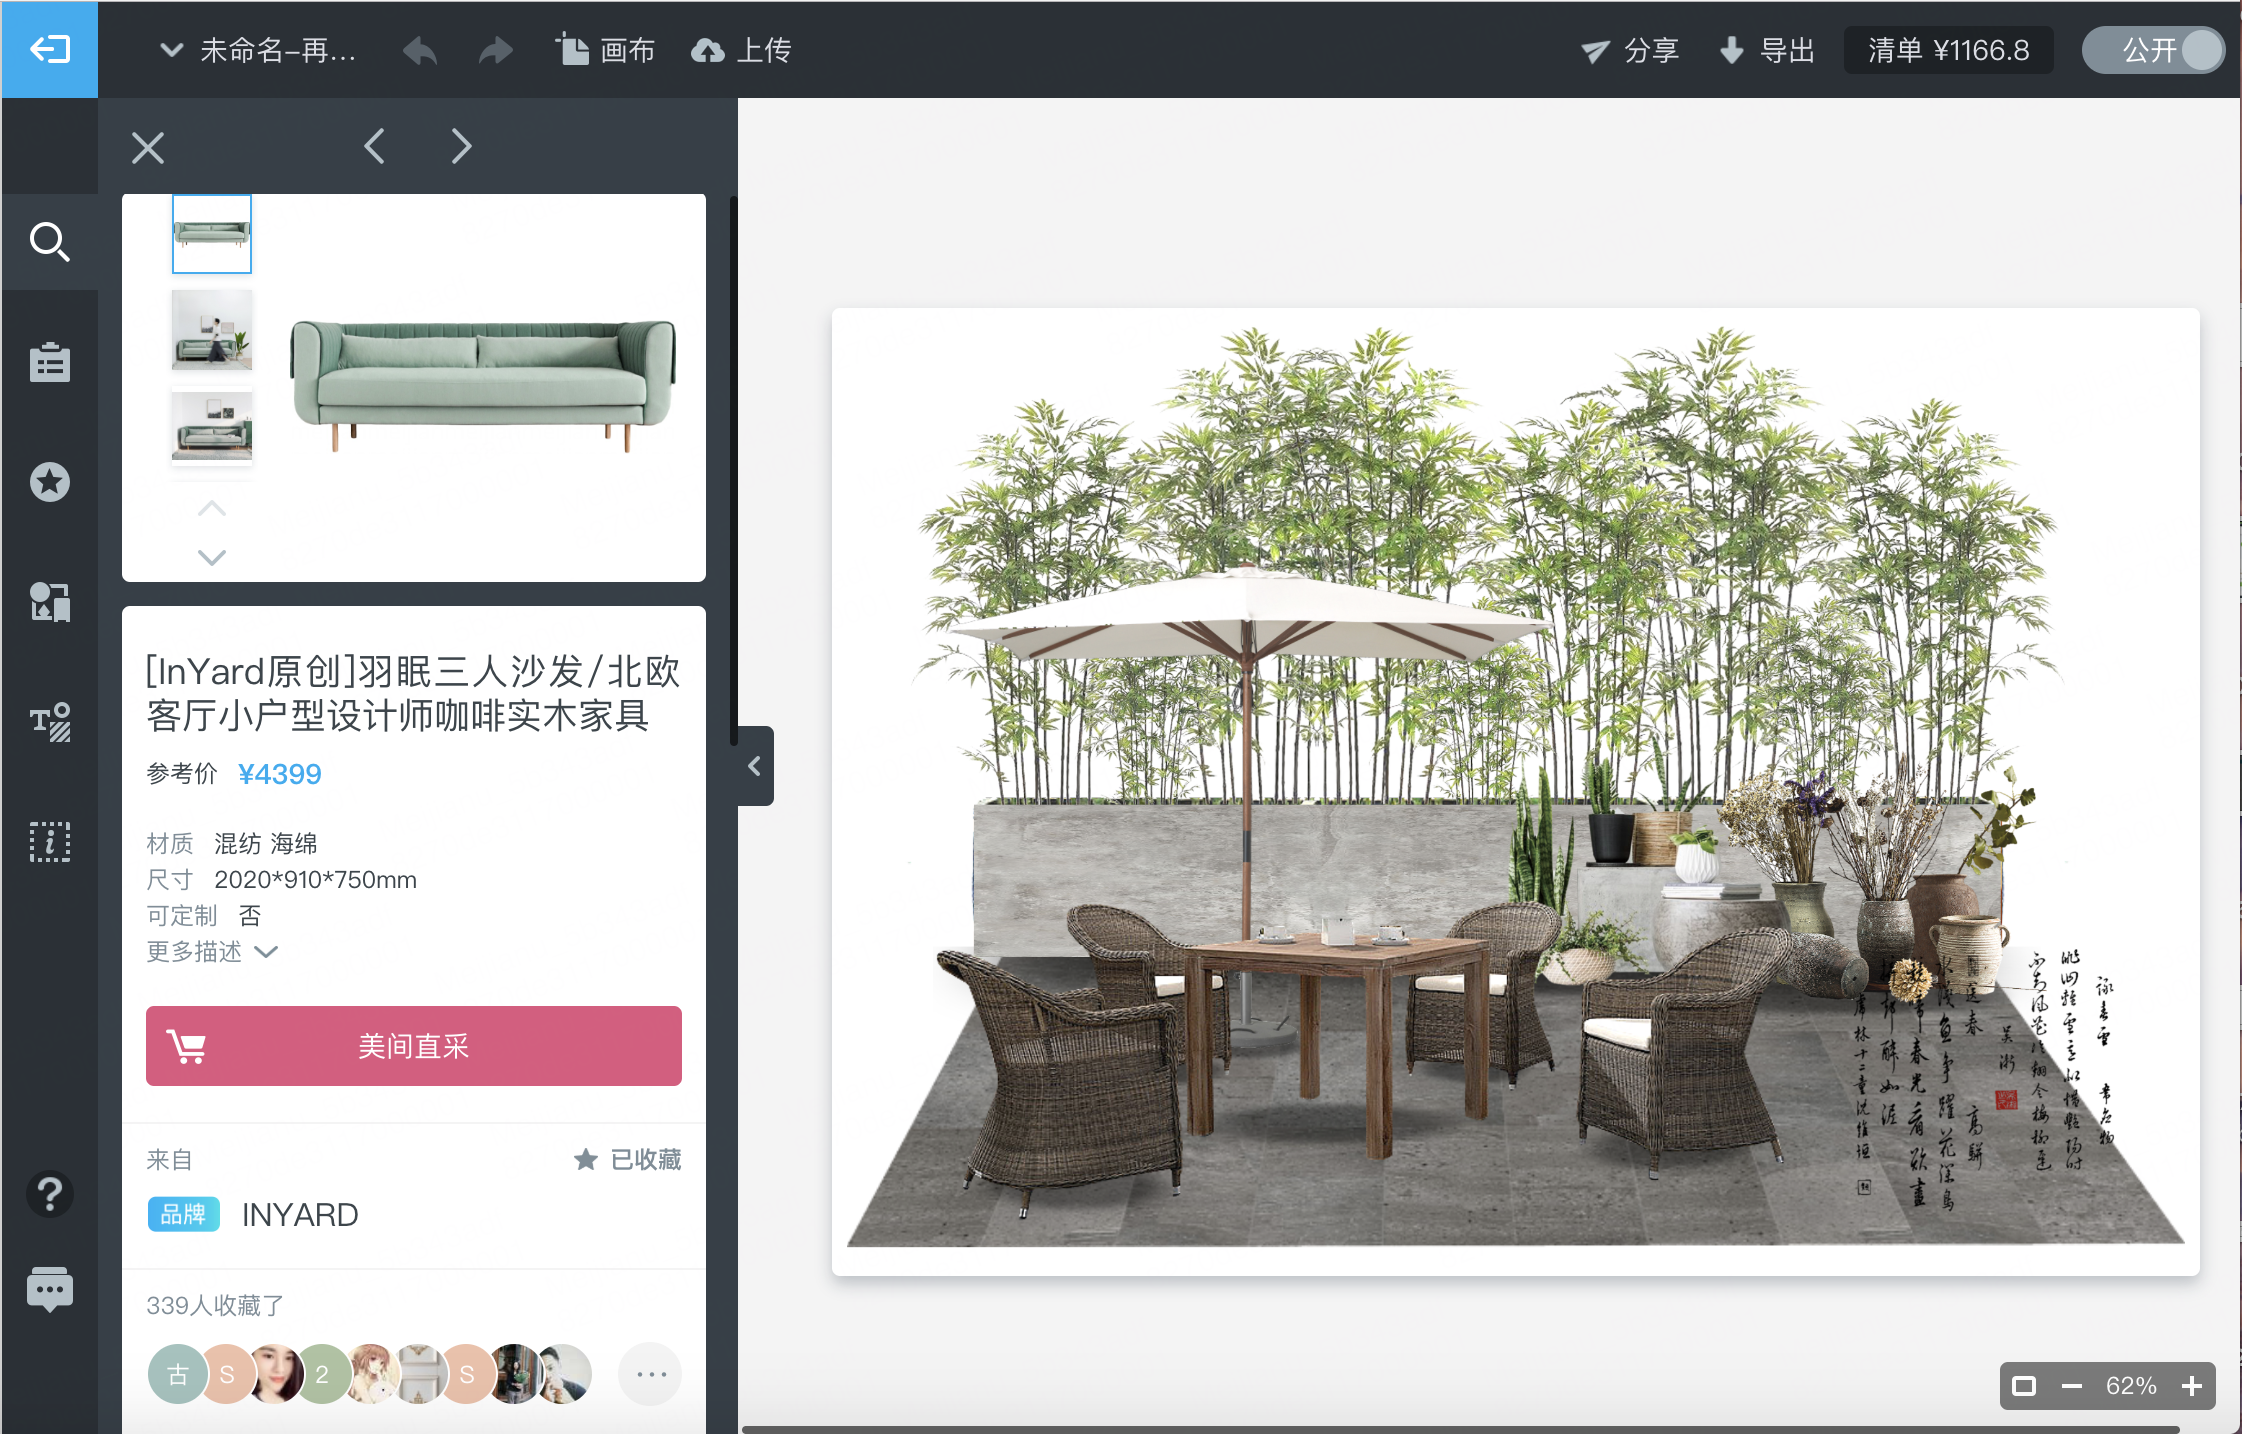 未命名-再...
画布
上传
分享
导出
清单 ¥1166.8
公开
[InYard原创]羽眠三人沙发/北欧
客厅小户型设计师咖啡实木家具
参考价 ¥4399
材质 混纺 海绵
尺寸 2020*910*750mm
可定制 否
更多描述
美间直采
来自
已收藏
品牌 INYARD
339人收藏了
古
S
2
S
...
62%